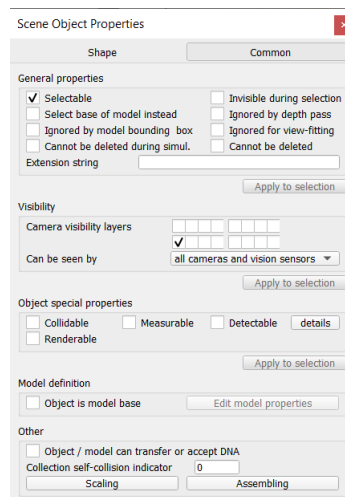 Scene Object Properties
Shape Common
General properties
Selectable Invisible during selection
Select base of model instead Ignored by depth pass
Ignored by model bounding box Ignored for view-fitting
Cannot be deleted during simul. Cannot be deleted
Extension string
Apply to selection
Visibility
Camera visibility layers
Can be seen by all cameras and vision sensors
Apply to selection
Object special properties
Collidable Measurable Detectable details
Renderable
Apply to selection
Model definition
Object is model base Edit model properties
Other
Object / model can transfer or accept DNA
Collection self-collision indicator 0
Scaling Assembling